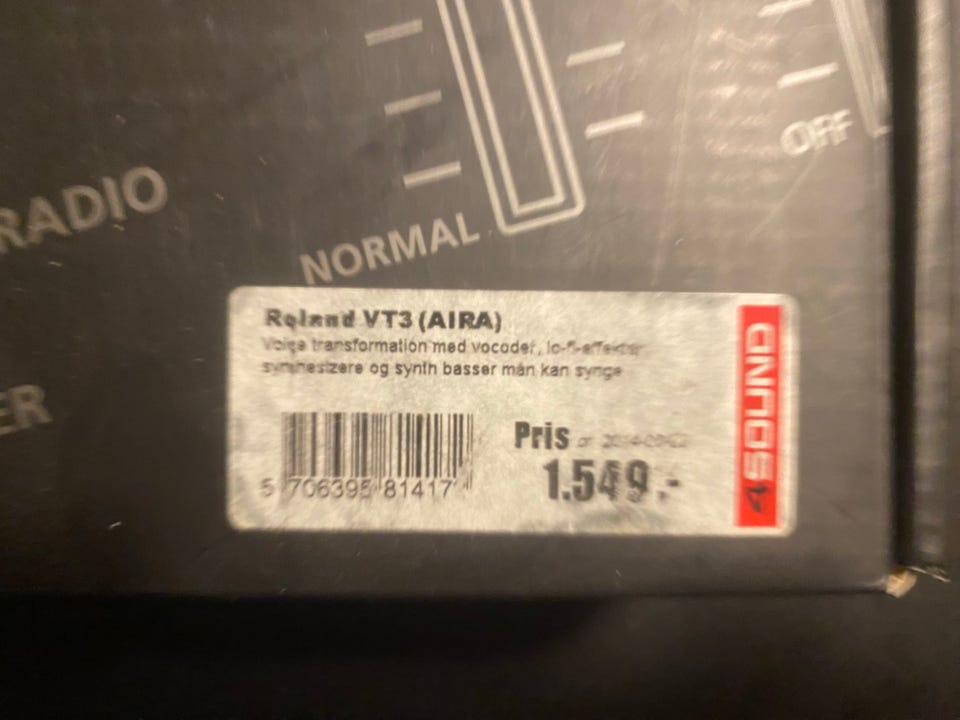 RADIO
NORMAL
OFF
ER
Roland VT3 (AIRA)
Voice transformation med vocoder, lo-fi-effekter
synthesizere og synth basser man kan synge
Pris
1.549,-
5 706395 81417
SOUND